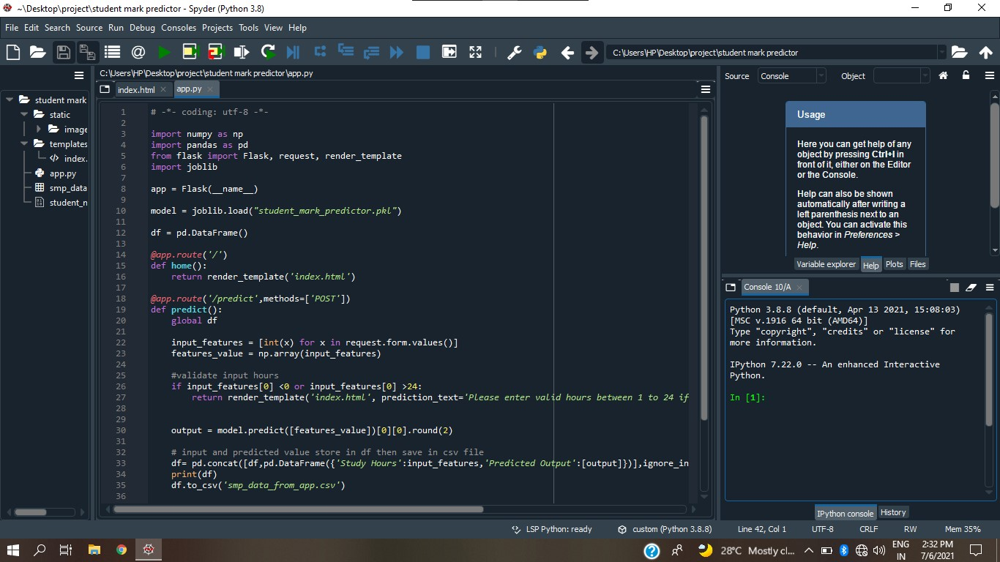 ~\Desktop\project\student mark predictor - Spyder (Python 3.8)
File Edit Search Source Run Debug Consoles Projects Tools View Help
C:\Users\HP\Desktop\project\student mark predictor
C:\Users\HP\Desktop\project\student mark predictor\app.py
index.html
app.py
student mark
static
image
templates
index.
app.py
smp_data
student_n
1 # -*- coding: utf-8 -*-
2
3 import numpy as np
4 import pandas as pd
5 from flask import Flask, request, render_template
6 import joblib
7
8 app = Flask(__name__)
9
10 model = joblib.load("student_mark_predictor.pkl")
11
12 df = pd.DataFrame()
13
14 @app.route('/')
15 def home():
16     return render_template('index.html')
17
18 @app.route('/predict',methods=['POST'])
19 def predict():
20     global df
21
22     input_features = [int(x) for x in request.form.values()]
23     features_value = np.array(input_features)
24
25     #validate input hours
26     if input_features[0] <0 or input_features[0] >24:
27         return render_template('index.html', prediction_text='Please enter valid hours between 1 to 24 if
28
29
30     output = model.predict([features_value])[0][0].round(2)
31
32     # input and predicted value store in df then save in csv file
33     df= pd.concat([df,pd.DataFrame({'Study Hours':input_features,'Predicted Output':[output]})],ignore_in
34     print(df)
35     df.to_csv('smp_data_from_app.csv')
36
Source Console Object
Usage
Here you can get help of any
object by pressing Ctrl+I in
front of it, either on the Editor
or the Console.
Help can also be shown
automatically after writing a
left parenthesis next to an
object. You can activate this
behavior in Preferences >
Help.
Variable explorer Help Plots Files
Console 10/A
Python 3.8.8 (default, Apr 13 2021, 15:08:03)
[MSC v.1916 64 bit (AMD64)]
Type "copyright", "credits" or "license" for
more information.
IPython 7.22.0 -- An enhanced Interactive
Python.
In [1]:
IPython console History
LSP Python: ready custom (Python 3.8.8) Line 42, Col 1 UTF-8 CRLF RW Mem 35%
28°C Mostly cl...
ENG
IN
2:32 PM
7/6/2021